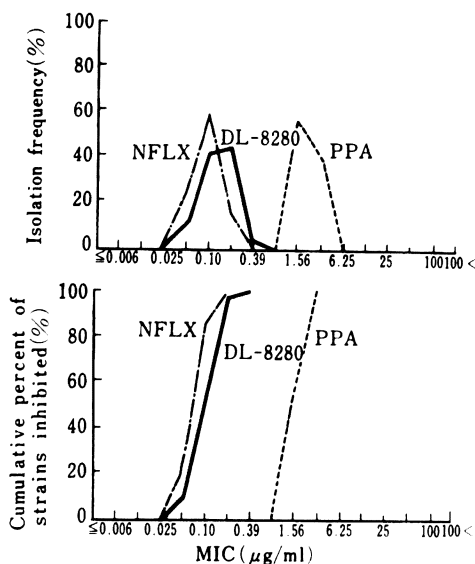 Isolation frequency(%)
100
80
60
40
20
0
NFLX
DL-8280
PPA
≦0.006 0.025 0.10 0.39 1.56 6.25 25 100 100<
Cumulative percent of
strains inhibited(%)
100
80
60
40
20
0
NFLX
DL-8280
PPA
≦0.006 0.025 0.10 0.39 1.56 6.25 25 100 100<
MIC(μg/ml)